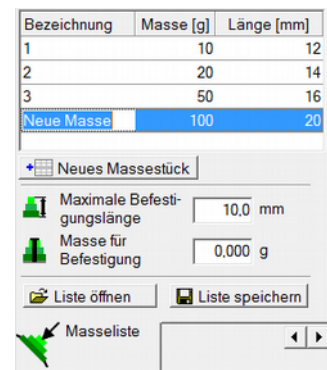 Bezeichnung Masse [g] Länge [mm]
1 10 12
2 20 14
3 50 16
Neue Masse 100 20
Neues Massestück
Maximale Befesti-
gungslänge 10,0 mm
Masse für
Befestigung 0,000 g
Liste öffnen Liste speichern
Masseliste